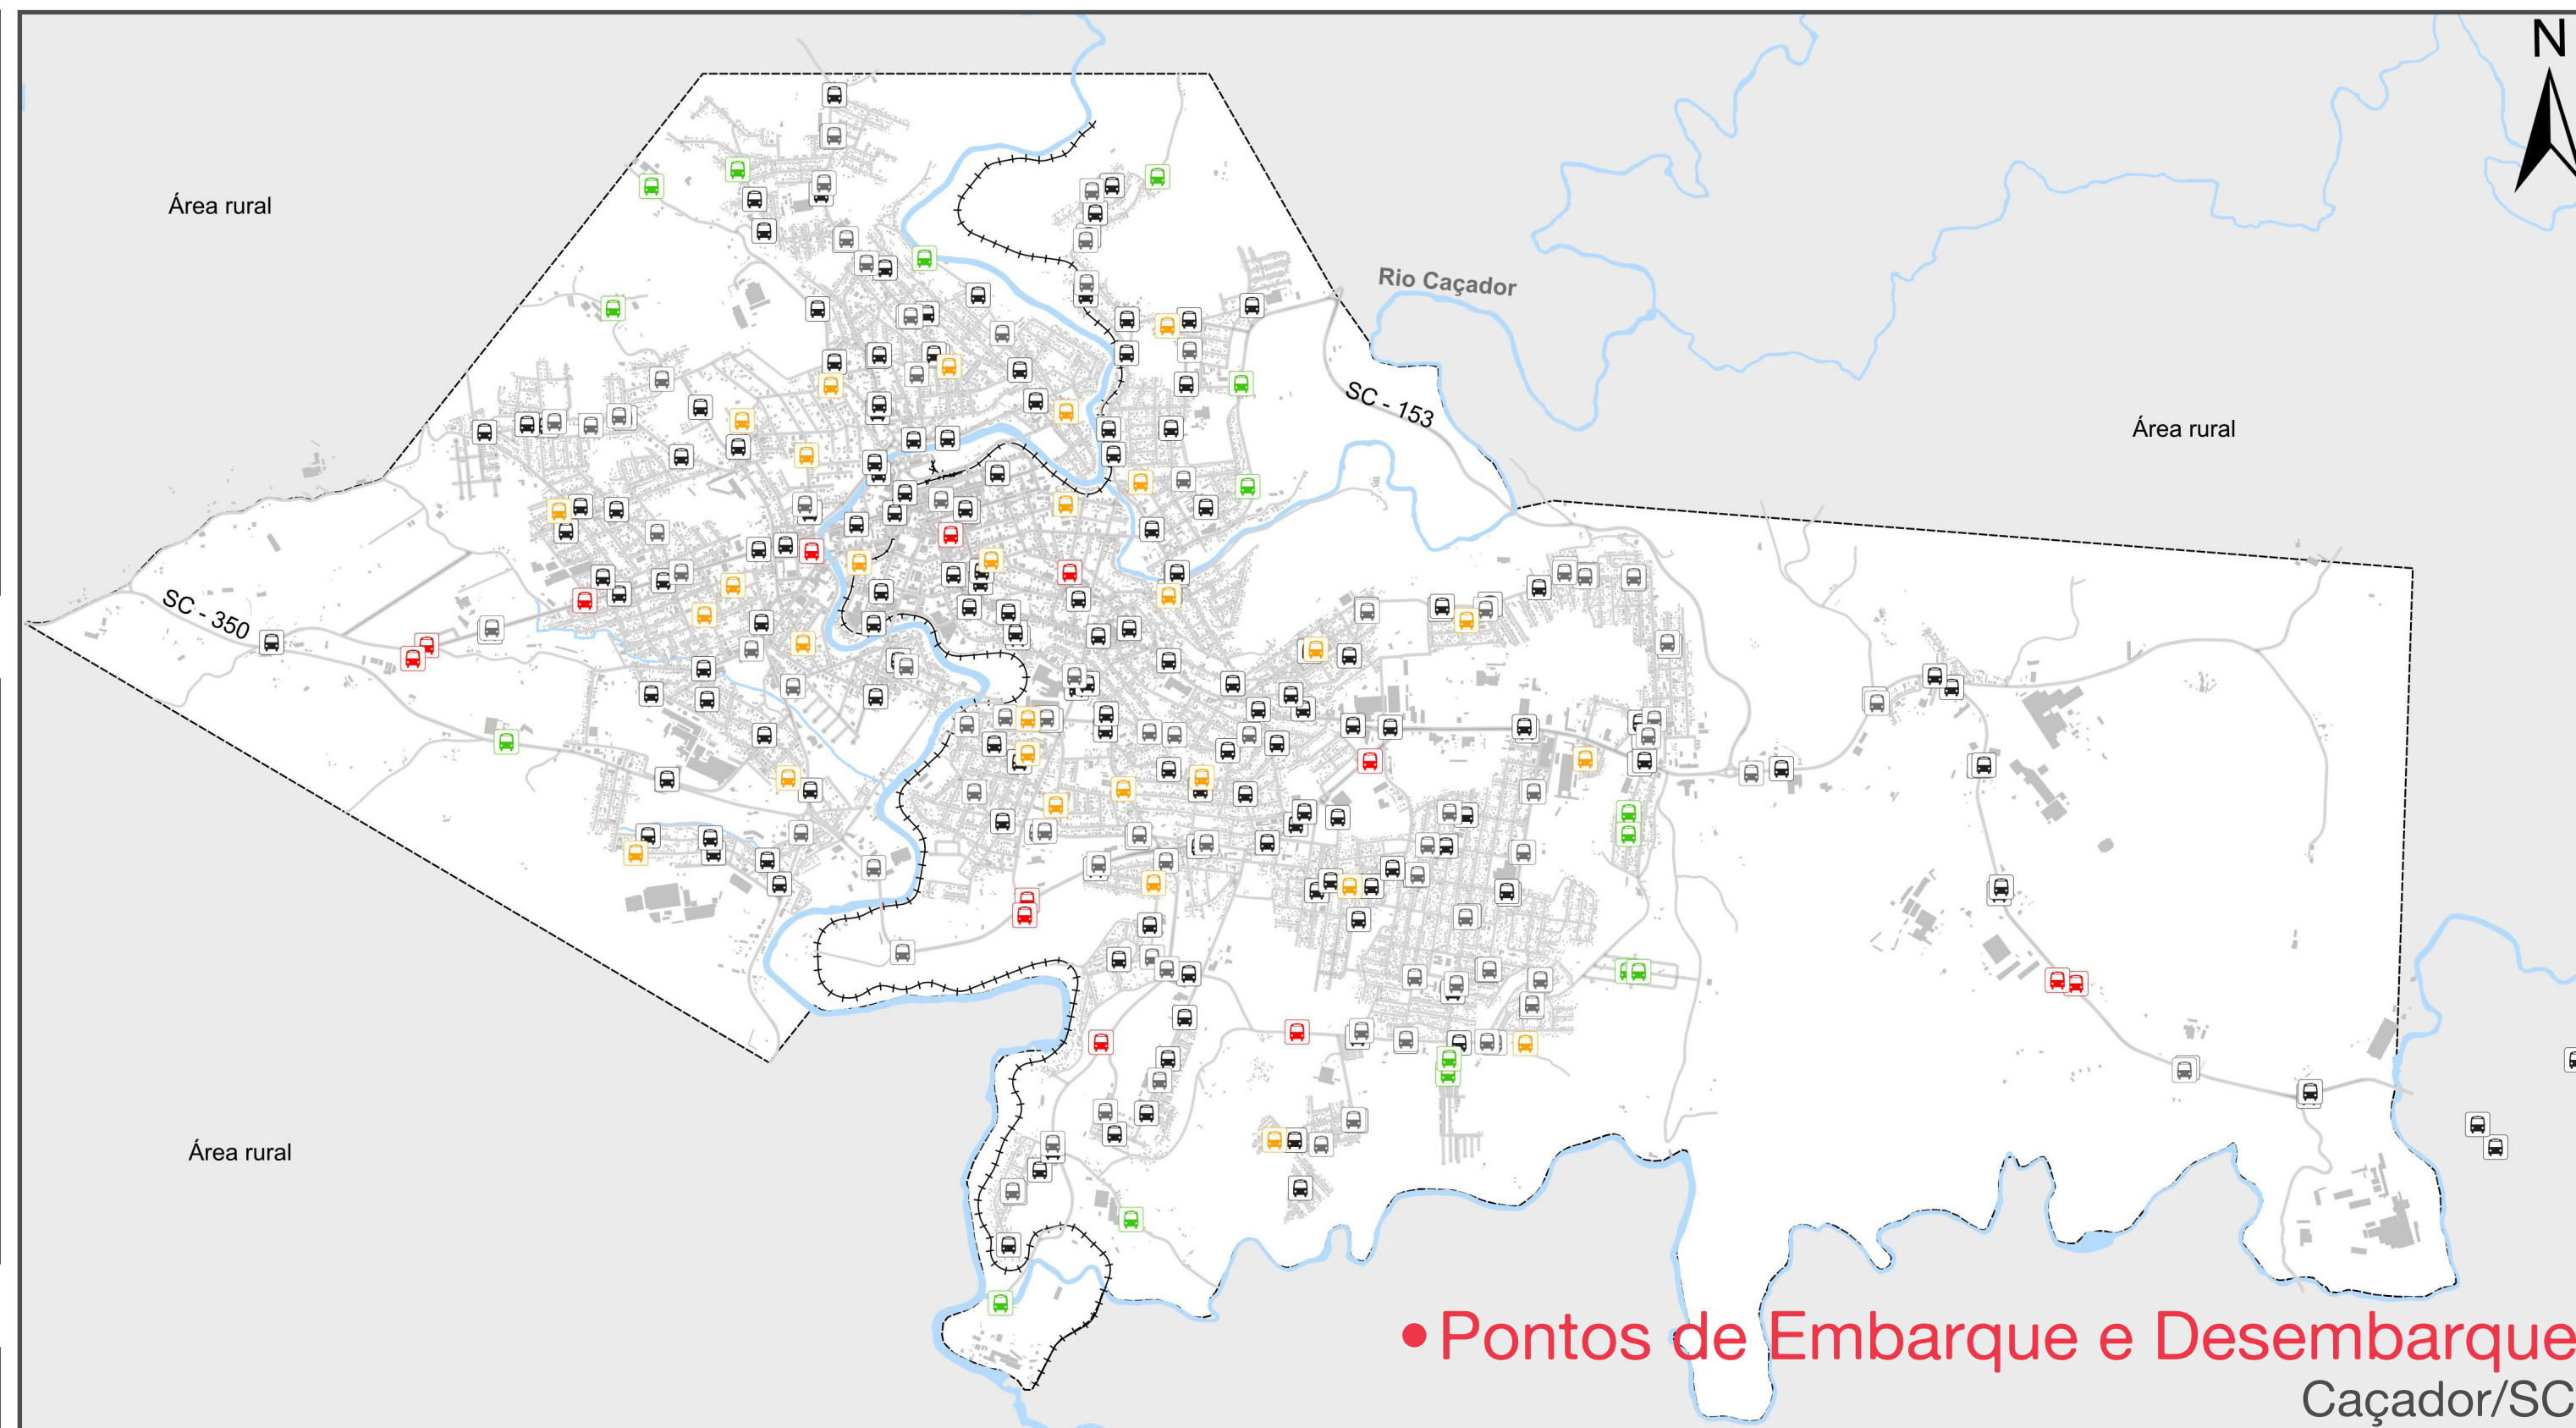 N
Área rural
Rio Caçador
SC - 153
Área rural
SC - 350
Área rural
•Pontos de Embarque e Desembarque
Caçador/SC